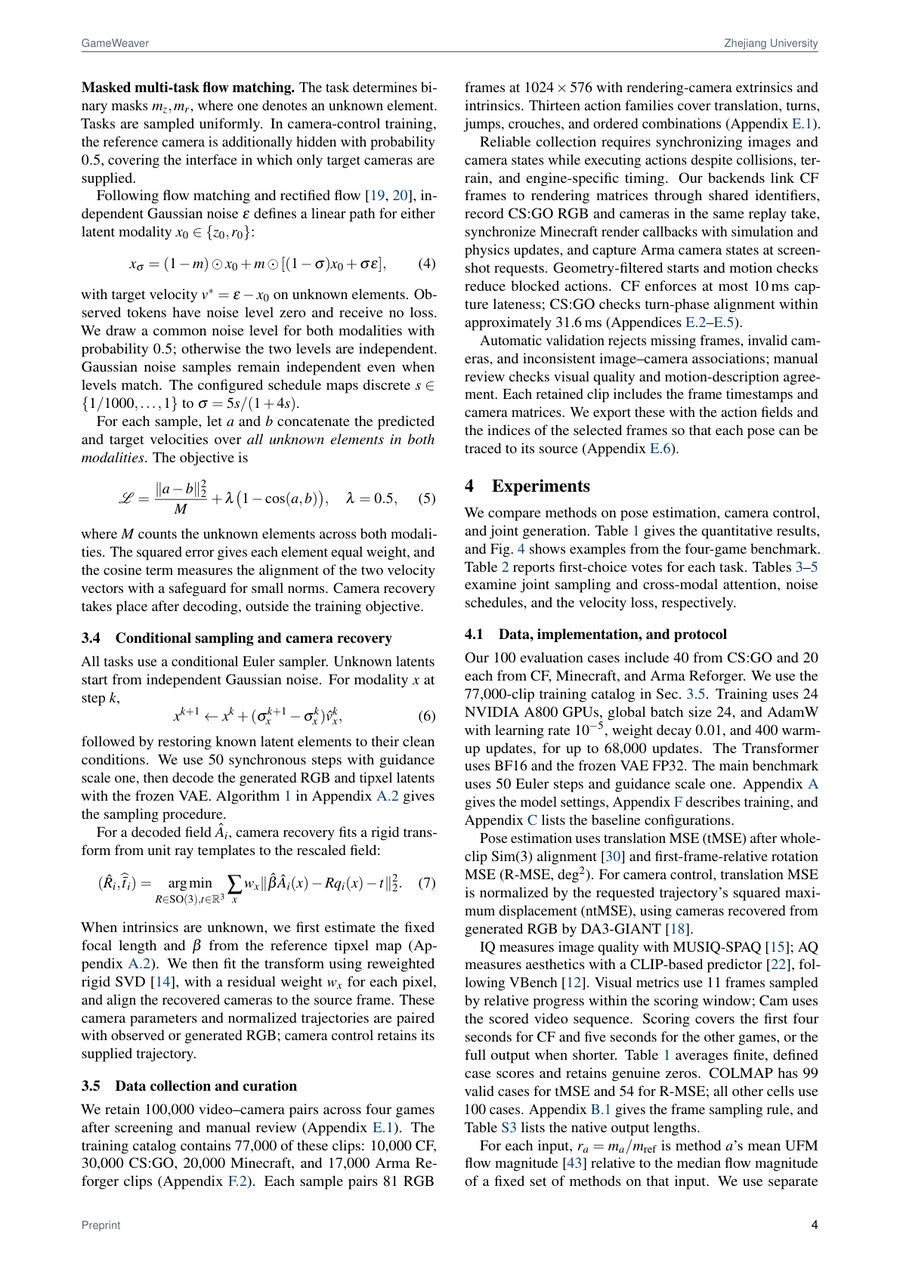 GameWeaver
Zhejiang University
Masked multi-task flow matching. The task determines bi-
nary masks m_z, m_r, where one denotes an unknown element.
Tasks are sampled uniformly. In camera-control training,
the reference camera is additionally hidden with probability
0.5, covering the interface in which only target cameras are
supplied.
Following flow matching and rectified flow [19, 20], in-
dependent Gaussian noise ε defines a linear path for either
latent modality x_0 ∈ {z_0, r_0}:
x_σ = (1 − m) ⊙ x_0 + m ⊙ [(1 − σ)x_0 + σε], (4)
with target velocity v* = ε − x_0 on unknown elements. Ob-
served tokens have noise level zero and receive no loss.
We draw a common noise level for both modalities with
probability 0.5; otherwise the two levels are independent.
Gaussian noise samples remain independent even when
levels match. The configured schedule maps discrete s ∈
{1/1000, . . . , 1} to σ = 5s/(1 + 4s).
For each sample, let a and b concatenate the predicted
and target velocities over all unknown elements in both
modalities. The objective is
ℒ = ‖a − b‖₂² / M + λ(1 − cos(a, b)), λ = 0.5, (5)
where M counts the unknown elements across both modali-
ties. The squared error gives each element equal weight, and
the cosine term measures the alignment of the two velocity
vectors with a safeguard for small norms. Camera recovery
takes place after decoding, outside the training objective.
3.4 Conditional sampling and camera recovery
All tasks use a conditional Euler sampler. Unknown latents
start from independent Gaussian noise. For modality x at
step k,
x^{k+1} ← x^k + (σ_x^{k+1} − σ_x^k) v̂_x^k, (6)
followed by restoring known latent elements to their clean
conditions. We use 50 synchronous steps with guidance
scale one, then decode the generated RGB and tipxel latents
with the frozen VAE. Algorithm 1 in Appendix A.2 gives
the sampling procedure.
For a decoded field Â_i, camera recovery fits a rigid trans-
form from unit ray templates to the rescaled field:
(R̂_i, t̂_i) = arg min_{R∈SO(3),t∈ℝ³} ∑_x w_x‖β̂Â_i(x) − Rq_i(x) − t‖₂². (7)
When intrinsics are unknown, we first estimate the fixed
focal length and β from the reference tipxel map (Ap-
pendix A.2). We then fit the transform using reweighted
rigid SVD [14], with a residual weight w_x for each pixel,
and align the recovered cameras to the source frame. These
camera parameters and normalized trajectories are paired
with observed or generated RGB; camera control retains its
supplied trajectory.
3.5 Data collection and curation
We retain 100,000 video–camera pairs across four games
after screening and manual review (Appendix E.1). The
training catalog contains 77,000 of these clips: 10,000 CF,
30,000 CS:GO, 20,000 Minecraft, and 17,000 Arma Re-
forger clips (Appendix F.2). Each sample pairs 81 RGB
frames at 1024 × 576 with rendering-camera extrinsics and
intrinsics. Thirteen action families cover translation, turns,
jumps, crouches, and ordered combinations (Appendix E.1).
Reliable collection requires synchronizing images and
camera states while executing actions despite collisions, ter-
rain, and engine-specific timing. Our backends link CF
frames to rendering matrices through shared identifiers,
record CS:GO RGB and cameras in the same replay take,
synchronize Minecraft render callbacks with simulation and
physics updates, and capture Arma camera states at screen-
shot requests. Geometry-filtered starts and motion checks
reduce blocked actions. CF enforces at most 10 ms cap-
ture lateness; CS:GO checks turn-phase alignment within
approximately 31.6 ms (Appendices E.2–E.5).
Automatic validation rejects missing frames, invalid cam-
eras, and inconsistent image–camera associations; manual
review checks visual quality and motion-description agree-
ment. Each retained clip includes the frame timestamps and
camera matrices. We export these with the action fields and
the indices of the selected frames so that each pose can be
traced to its source (Appendix E.6).
4 Experiments
We compare methods on pose estimation, camera control,
and joint generation. Table 1 gives the quantitative results,
and Fig. 4 shows examples from the four-game benchmark.
Table 2 reports first-choice votes for each task. Tables 3–5
examine joint sampling and cross-modal attention, noise
schedules, and the velocity loss, respectively.
4.1 Data, implementation, and protocol
Our 100 evaluation cases include 40 from CS:GO and 20
each from CF, Minecraft, and Arma Reforger. We use the
77,000-clip training catalog in Sec. 3.5. Training uses 24
NVIDIA A800 GPUs, global batch size 24, and AdamW
with learning rate 10⁻⁵, weight decay 0.01, and 400 warm-
up updates, for up to 68,000 updates. The Transformer
uses BF16 and the frozen VAE FP32. The main benchmark
uses 50 Euler steps and guidance scale one. Appendix A
gives the model settings, Appendix F describes training, and
Appendix C lists the baseline configurations.
Pose estimation uses translation MSE (tMSE) after whole-
clip Sim(3) alignment [30] and first-frame-relative rotation
MSE (R-MSE, deg²). For camera control, translation MSE
is normalized by the requested trajectory's squared maxi-
mum displacement (ntMSE), using cameras recovered from
generated RGB by DA3-GIANT [18].
IQ measures image quality with MUSIQ-SPAQ [15]; AQ
measures aesthetics with a CLIP-based predictor [22], fol-
lowing VBench [12]. Visual metrics use 11 frames sampled
by relative progress within the scoring window; Cam uses
the scored video sequence. Scoring covers the first four
seconds for CF and five seconds for the other games, or the
full output when shorter. Table 1 averages finite, defined
case scores and retains genuine zeros. COLMAP has 99
valid cases for tMSE and 54 for R-MSE; all other cells use
100 cases. Appendix B.1 gives the frame sampling rule, and
Table S3 lists the native output lengths.
For each input, r_a = m_a/m_ref is method a's mean UFM
flow magnitude [43] relative to the median flow magnitude
of a fixed set of methods on that input. We use separate
Preprint
4